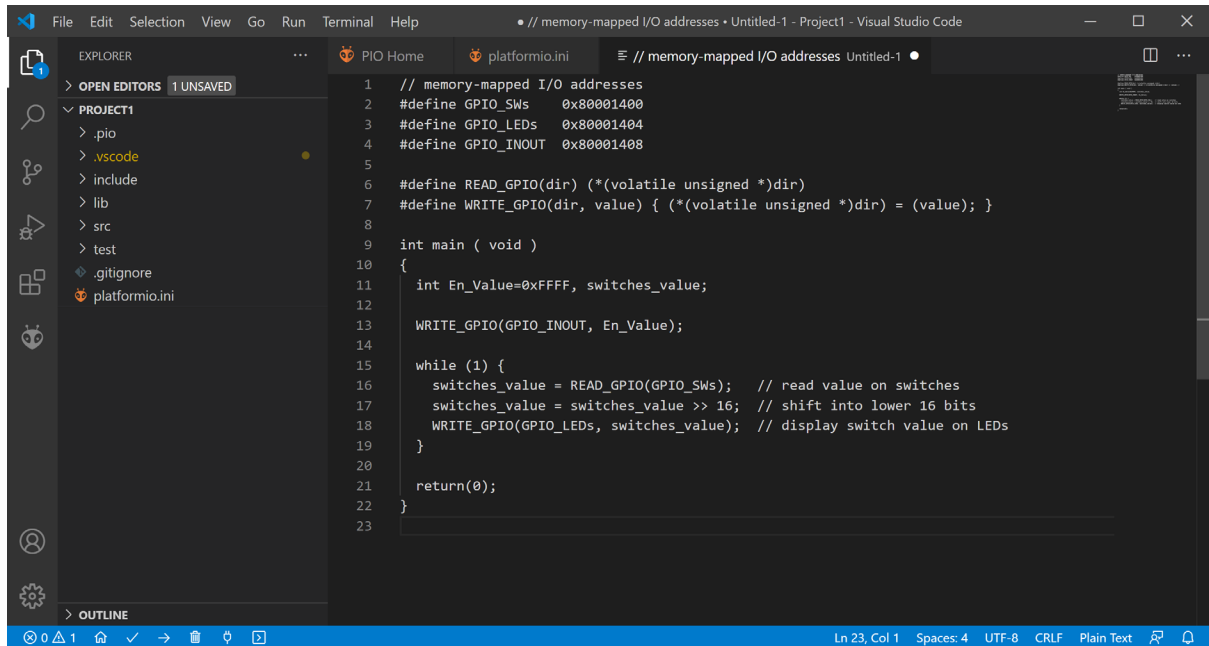 File Edit Selection View Go Run Terminal Help ● // memory-mapped I/O addresses • Untitled-1 - Project1 - Visual Studio Code
EXPLORER ···
1
OPEN EDITORS 1 UNSAVED
PROJECT1
.pio
.vscode
include
lib
src
test
.gitignore
platformio.ini
OUTLINE
PIO Home platformio.ini // memory-mapped I/O addresses Untitled-1 ●
1 // memory-mapped I/O addresses
2 #define GPIO_SWs    0x80001400
3 #define GPIO_LEDs   0x80001404
4 #define GPIO_INOUT  0x80001408
5
6 #define READ_GPIO(dir) (*(volatile unsigned *)dir)
7 #define WRITE_GPIO(dir, value) { (*(volatile unsigned *)dir) = (value); }
8
9 int main ( void )
10 {
11   int En_Value=0xFFFF, switches_value;
12
13   WRITE_GPIO(GPIO_INOUT, En_Value);
14
15   while (1) {
16     switches_value = READ_GPIO(GPIO_SWs);   // read value on switches
17     switches_value = switches_value >> 16;  // shift into lower 16 bits
18     WRITE_GPIO(GPIO_LEDs, switches_value);  // display switch value on LEDs
19   }
20
21   return(0);
22 }
23
0 1 Ln 23, Col 1 Spaces: 4 UTF-8 CRLF Plain Text